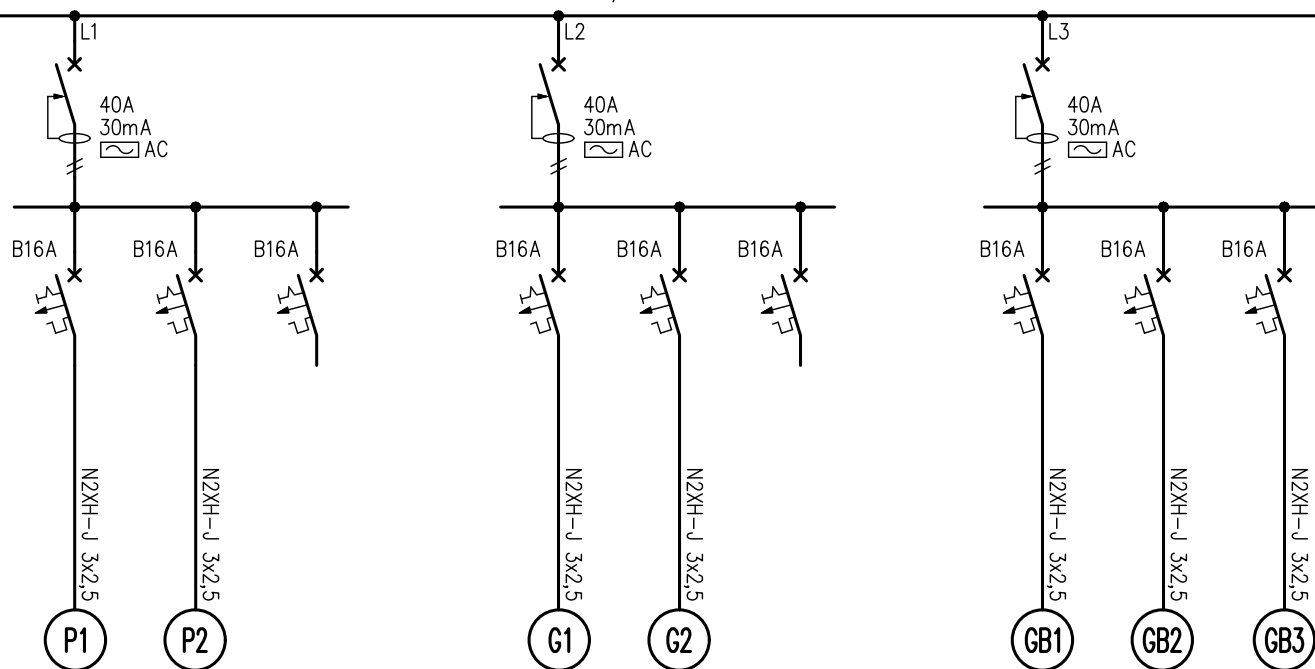 L1
L2
L3
40A
30mA
AC
40A
30mA
AC
40A
30mA
AC
B16A
B16A
B16A
B16A
B16A
B16A
B16A
B16A
B16A
N2XH-J 3x2,5
N2XH-J 3x2,5
N2XH-J 3x2,5
N2XH-J 3x2,5
N2XH-J 3x2,5
N2XH-J 3x2,5
N2XH-J 3x2,5
P1
P2
G1
G2
GB1
GB2
GB3